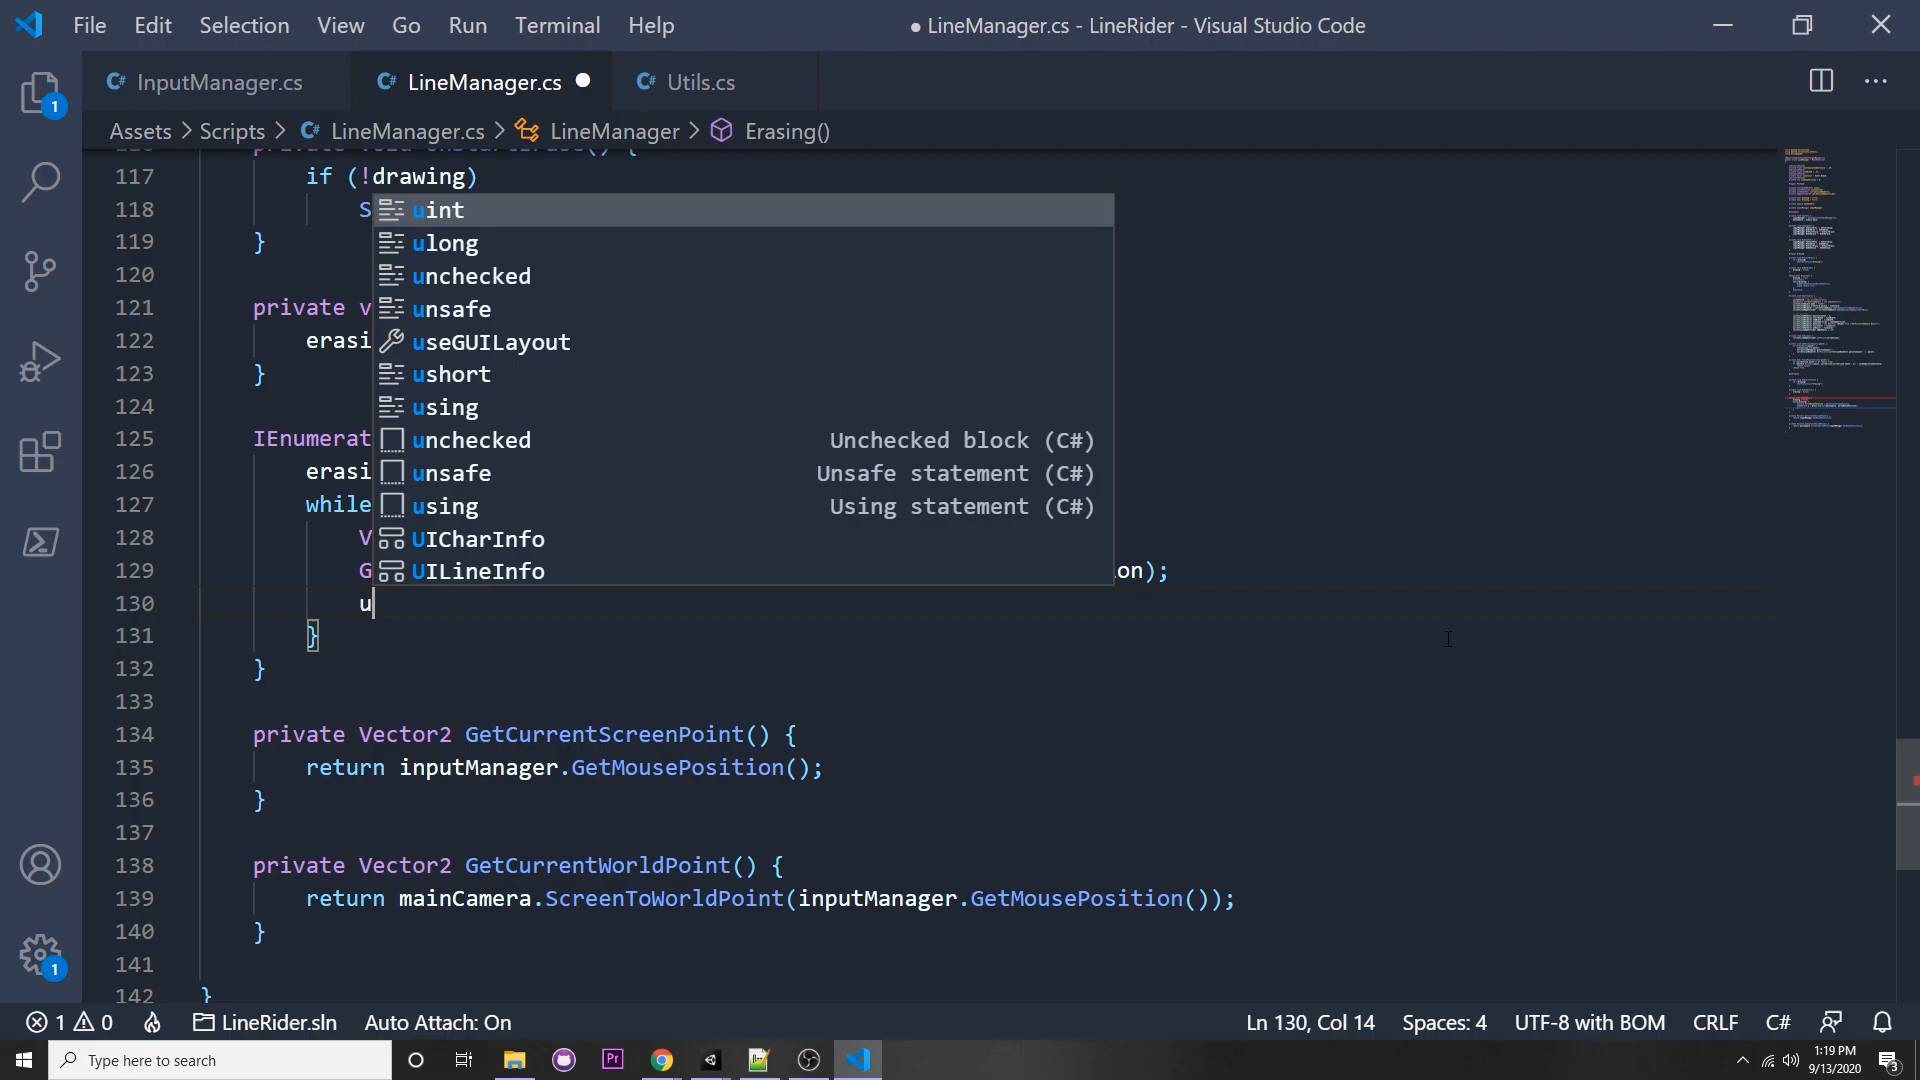 File Edit Selection View Go Run Terminal Help
● LineManager.cs - LineRider - Visual Studio Code
InputManager.cs
LineManager.cs
Utils.cs
1
Assets > Scripts > LineManager.cs > LineManager > Erasing()
117 if (!drawing)
118 S
119 }
120
121 private v
122 erasi
123 }
124
125 IEnumerat
126 erasi
127 while
128 V
129 G on);
130 u
131 }
132 }
133
134 private Vector2 GetCurrentScreenPoint() {
135 return inputManager.GetMousePosition();
136 }
137
138 private Vector2 GetCurrentWorldPoint() {
139 return mainCamera.ScreenToWorldPoint(inputManager.GetMousePosition());
140 }
141
142 }
uint
ulong
unchecked
unsafe
useGUILayout
ushort
using
unchecked Unchecked block (C#)
unsafe Unsafe statement (C#)
using Using statement (C#)
UICharInfo
UILineInfo
1
1 0 LineRider.sln Auto Attach: On
Ln 130, Col 14 Spaces: 4 UTF-8 with BOM CRLF C#
Type here to search
Pr
1:19 PM
9/13/2020
3